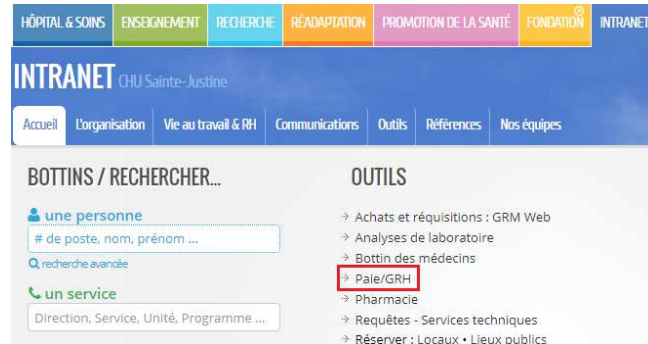 HÔPITAL & SOINS ENSEIGNEMENT RECHERCHE RÉADAPTATION PROMOTION DE LA SANTÉ FONDATION INTRANET
INTRANET CHU Sainte-Justine
Accueil L'organisation Vie au travail & RH Communications Outils Références Nos équipes
BOTTINS / RECHERCHER...
une personne
# de poste, nom, prénom ...
recherche avancée
un service
Direction, Service, Unité, Programme ...
OUTILS
Achats et réquisitions : GRM Web
Analyses de laboratoire
Bottin des médecins
Paie/GRH
Pharmacie
Requêtes - Services techniques
Réserver : Locaux • Lieux publics